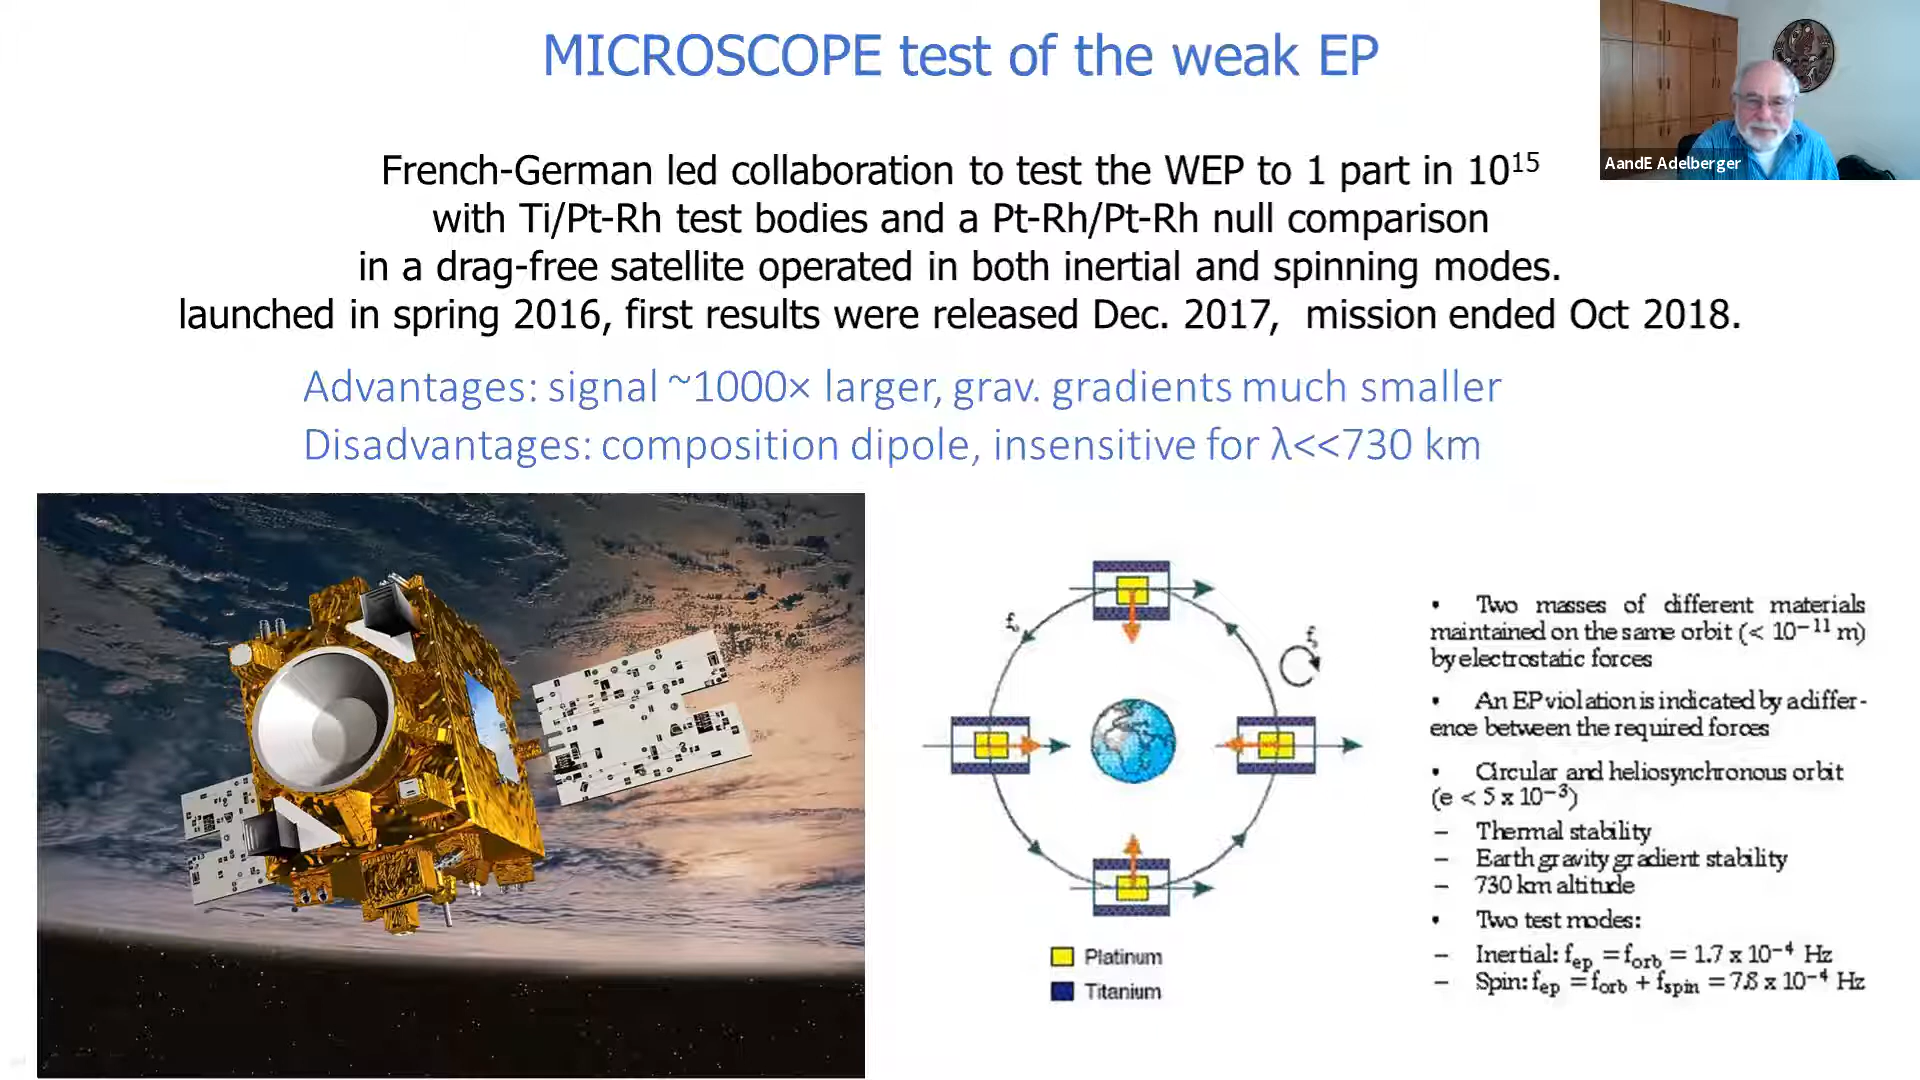 MICROSCOPE test of the weak EP
AandE Adelberger
French-German led collaboration to test the WEP to 1 part in 10¹⁵
with Ti/Pt-Rh test bodies and a Pt-Rh/Pt-Rh null comparison
in a drag-free satellite operated in both inertial and spinning modes.
launched in spring 2016, first results were released Dec. 2017, mission ended Oct 2018.
Advantages: signal ~1000× larger, grav. gradients much smaller
Disadvantages: composition dipole, insensitive for λ<<730 km
Platinum
Titanium
• Two masses of different materials
maintained on the same orbit (< 10⁻¹¹ m)
by electrostatic forces
• An EP violation is indicated by a differ-
ence between the required forces
• Circular and heliosynchronous orbit
(e < 5 x 10⁻³)
– Thermal stability
– Earth gravity gradient stability
– 730 km altitude
• Two test modes:
– Inertial: fep = forb = 1.7 x 10⁻⁴ Hz
– Spin: fep = forb + fspin = 7.8 x 10⁻⁴ Hz